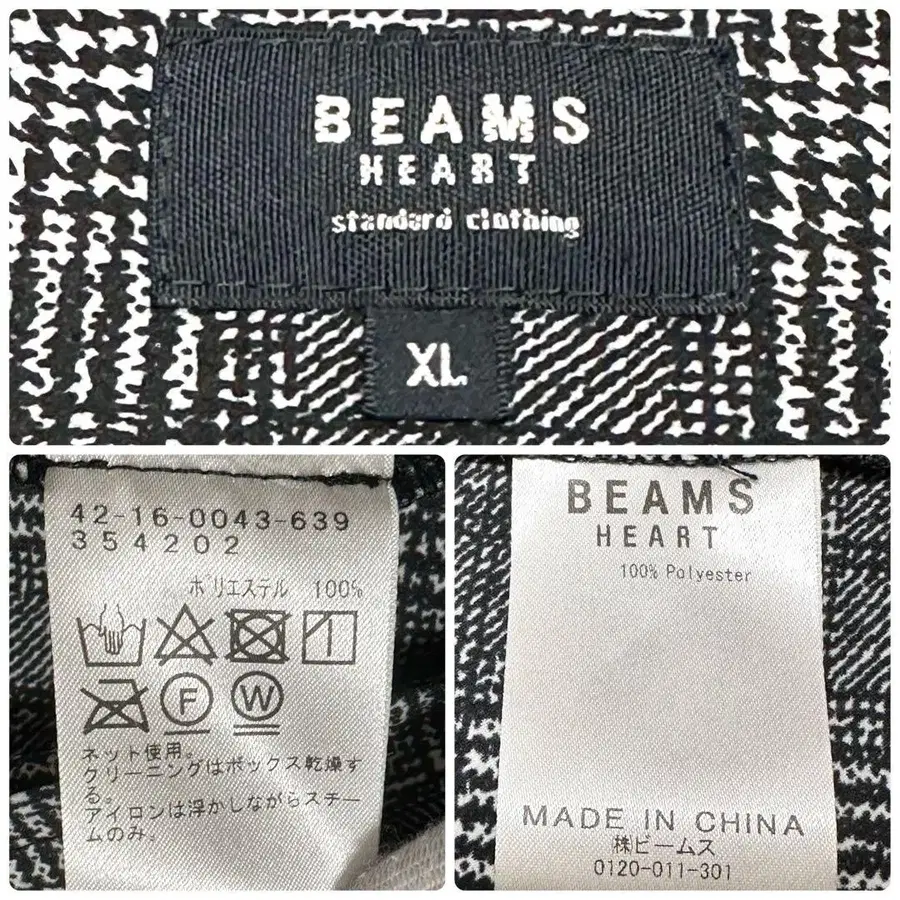 BEAMS
HEART
standard clothing
XL
42-16-0043-639
354202
ポリエステル 100%
F W
ネット使用。
クリーニングはボックス乾燥す
る。
アイロンは浮かしながらスチー
ムのみ。
BEAMS
HEART
100% Polyester
MADE IN CHINA
㈱ビームス
0120-011-301